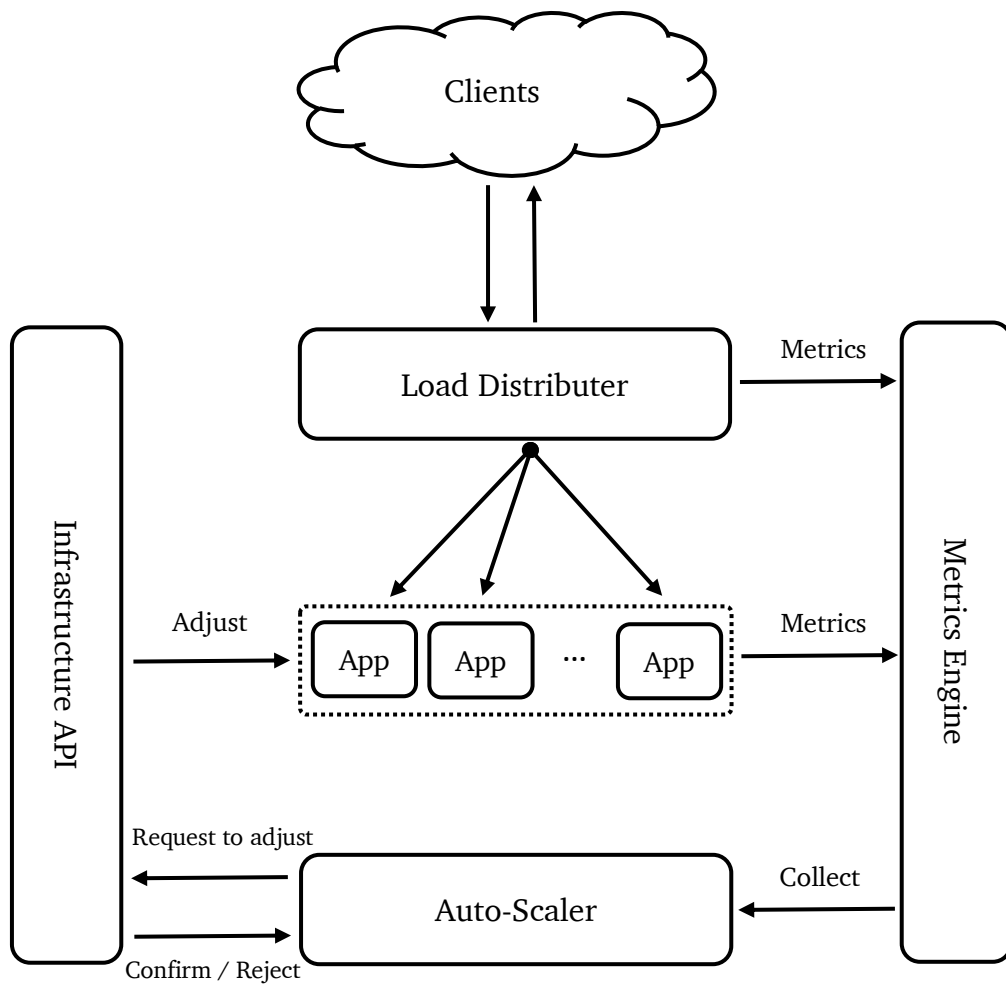 Clients
Load Distributer
Metrics
Infrastructure API
Adjust
App
App
...
App
Metrics
Metrics Engine
Request to adjust
Auto-Scaler
Collect
Confirm / Reject